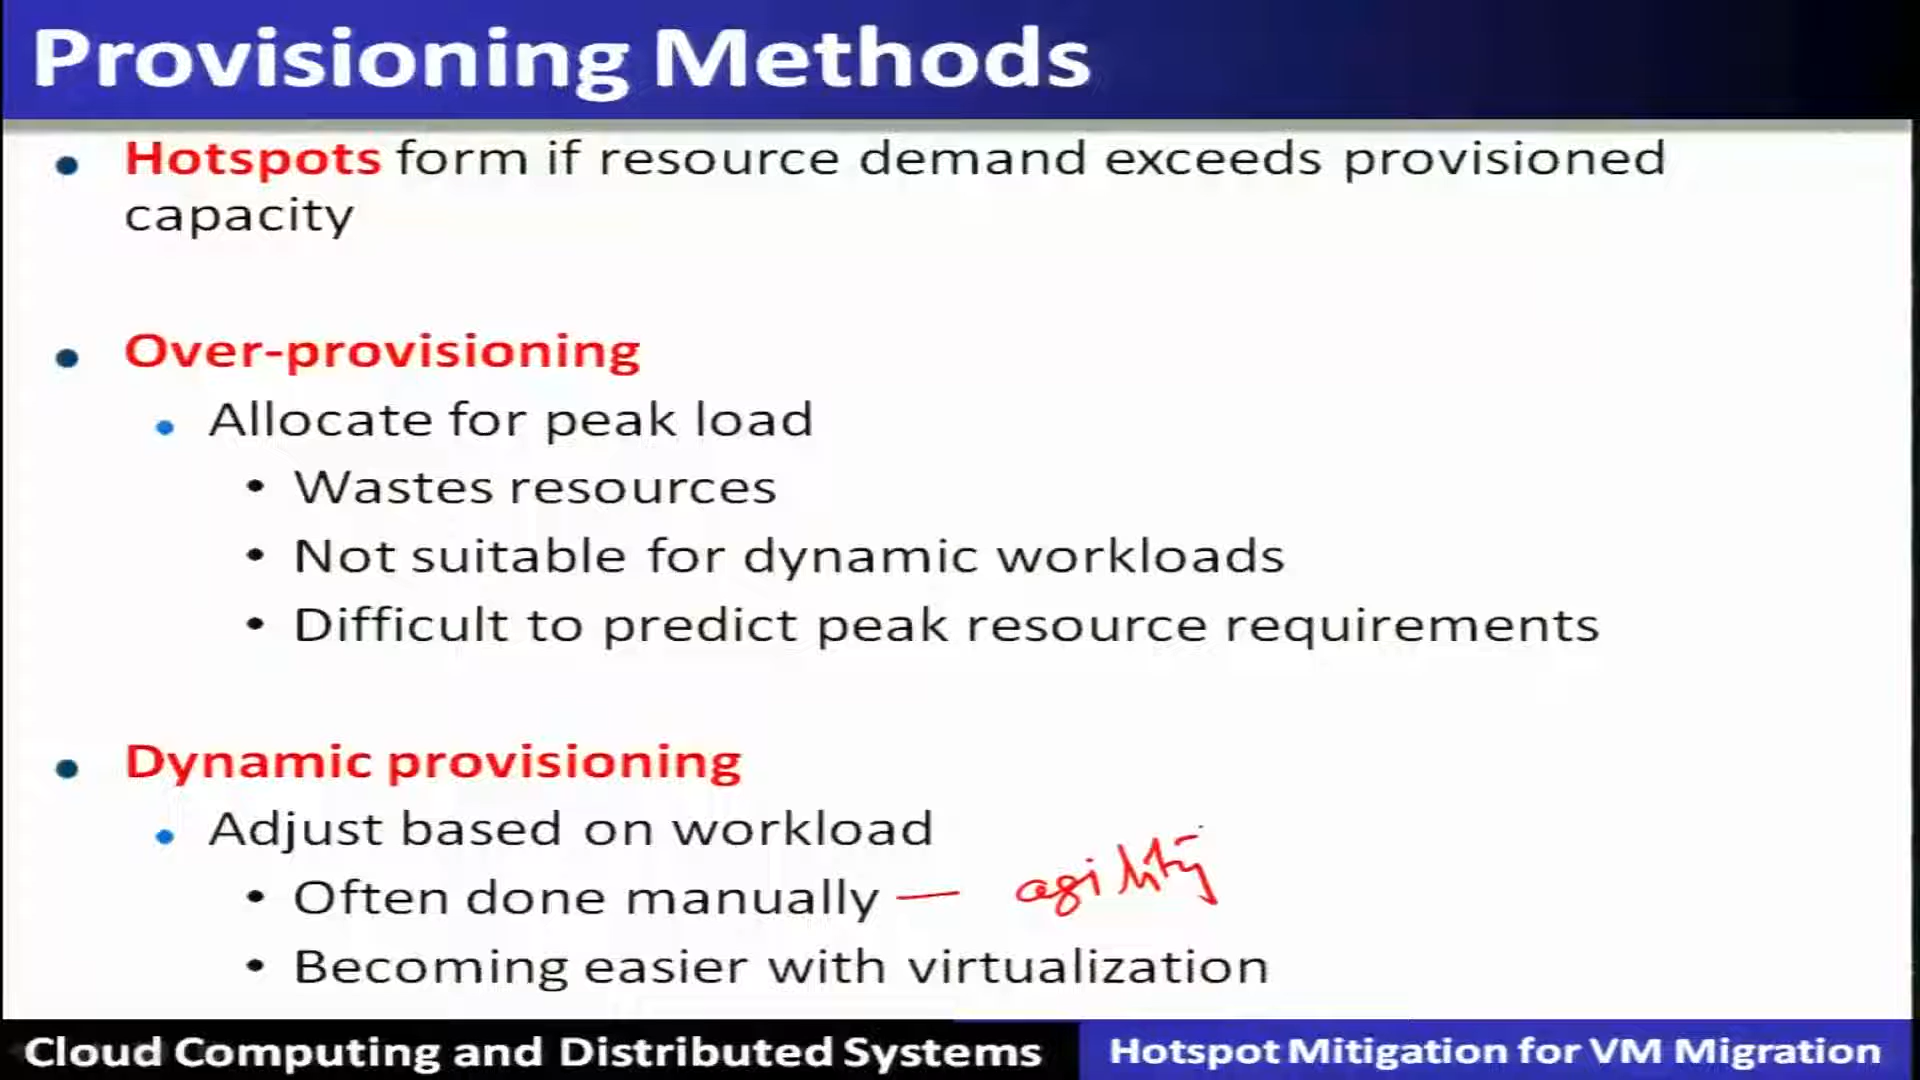 Provisioning Methods
• Hotspots form if resource demand exceeds provisioned
capacity
• Over-provisioning
• Allocate for peak load
• Wastes resources
• Not suitable for dynamic workloads
• Difficult to predict peak resource requirements
• Dynamic provisioning
• Adjust based on workload
• Often done manually — agility
• Becoming easier with virtualization
Cloud Computing and Distributed Systems
Hotspot Mitigation for VM Migration